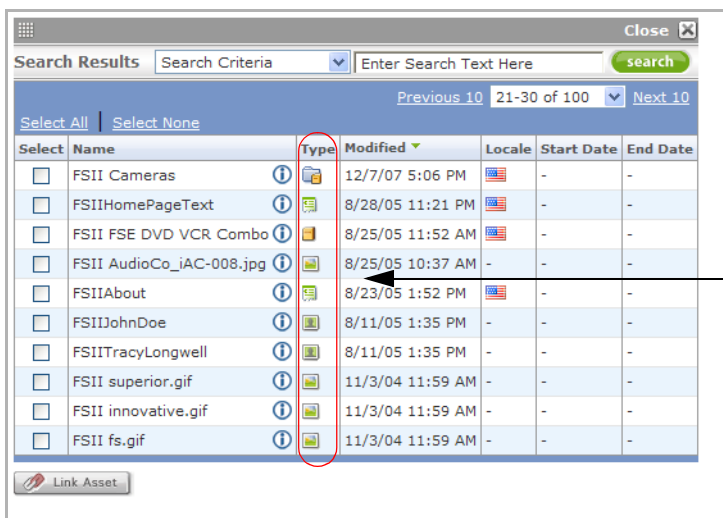 Close
Search Results Search Criteria Enter Search Text Here search
Previous 10 21-30 of 100 Next 10
Select All Select None
Select Name Type Modified Locale Start Date End Date
FSII Cameras 12/7/07 5:06 PM - -
FSIIHomePageText 8/28/05 11:21 PM - -
FSII FSE DVD VCR Combo 8/25/05 11:52 AM - -
FSII AudioCo_iAC-008.jpg 8/25/05 10:37 AM - - -
FSIIAbout 8/23/05 1:52 PM - -
FSIIJohnDoe 8/11/05 1:35 PM - - -
FSIITracyLongwell 8/11/05 1:35 PM - - -
FSII superior.gif 11/3/04 11:59 AM - - -
FSII innovative.gif 11/3/04 11:59 AM - - -
FSII fs.gif 11/3/04 11:59 AM - - -
Link Asset